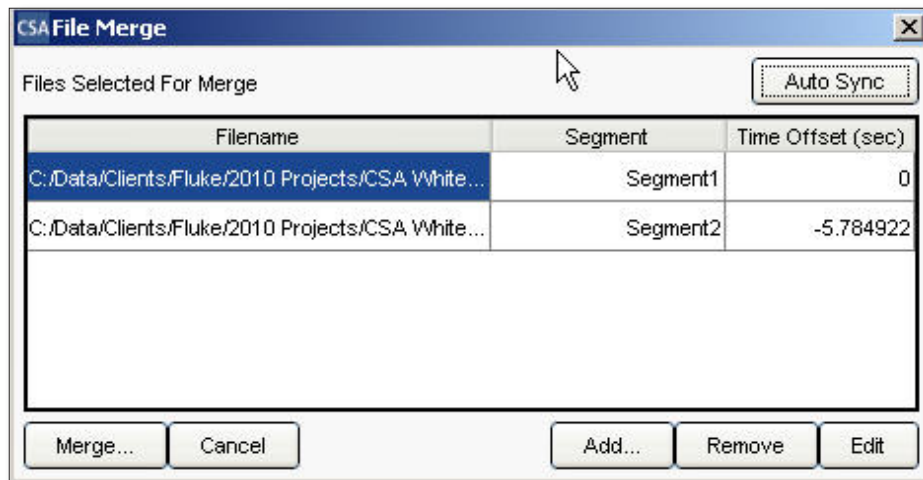 CSA File Merge
Files Selected For Merge
Auto Sync
Filename Segment Time Offset (sec)
C:/Data/Clients/Fluke/2010 Projects/CSA White... Segment1 0
C:/Data/Clients/Fluke/2010 Projects/CSA White... Segment2 -5.784922
Merge... Cancel Add... Remove Edit